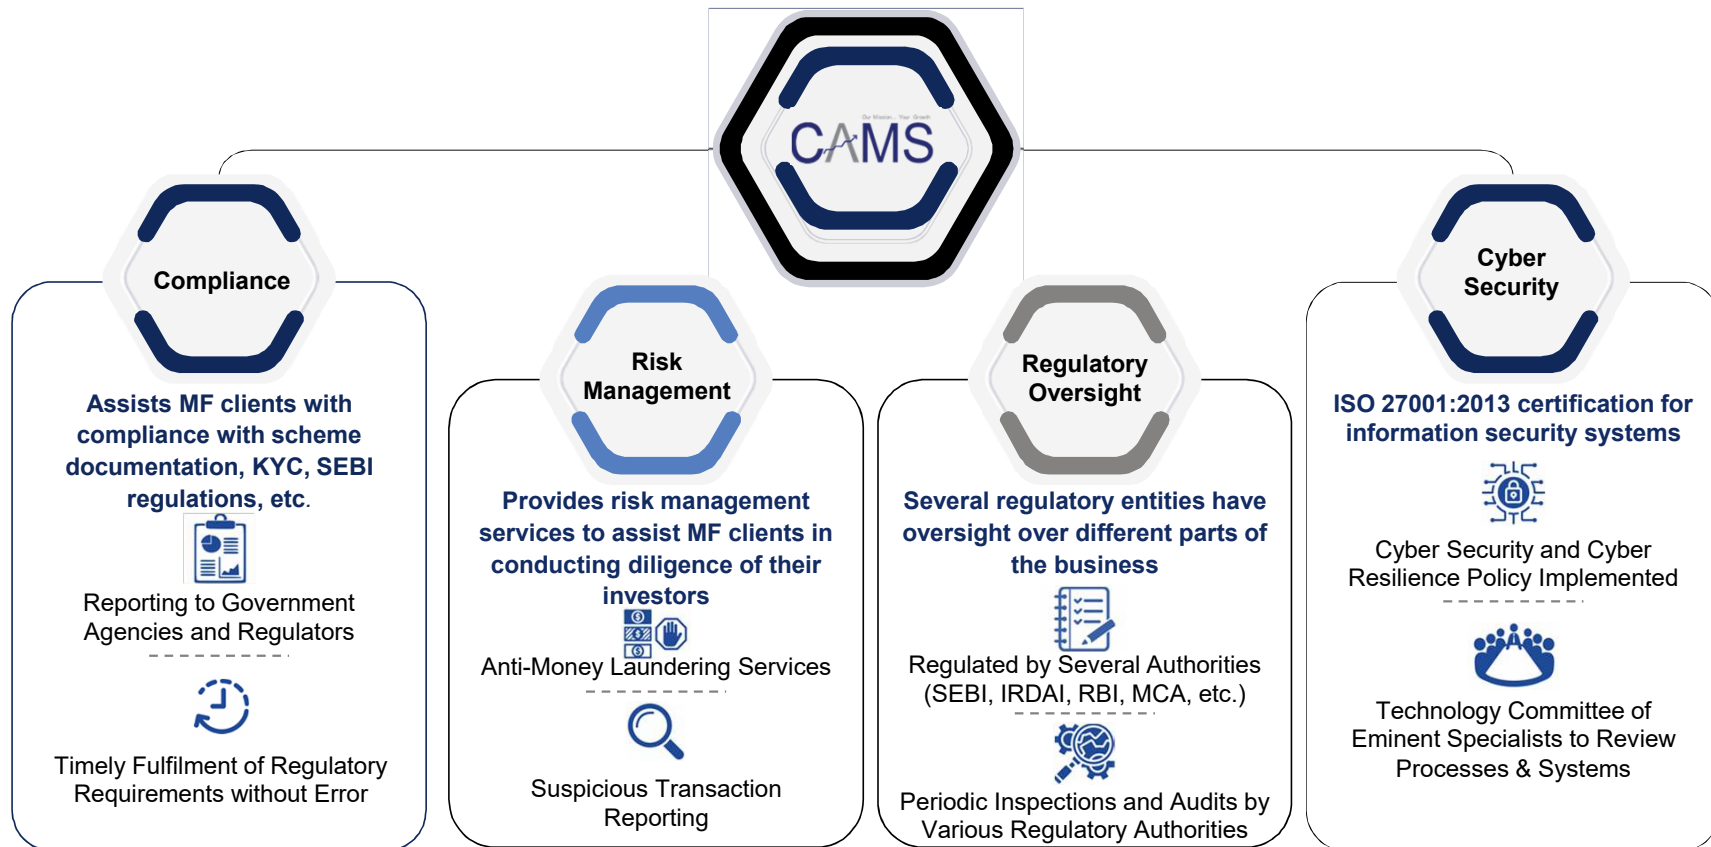 Our Mission... Your Growth
CAMS
Compliance
Assists MF clients with
compliance with scheme
documentation, KYC, SEBI
regulations, etc.
Reporting to Government
Agencies and Regulators
Timely Fulfilment of Regulatory
Requirements without Error
Risk
Management
Provides risk management
services to assist MF clients in
conducting diligence of their
investors
Anti-Money Laundering Services
Suspicious Transaction
Reporting
Regulatory
Oversight
Several regulatory entities have
oversight over different parts of
the business
Regulated by Several Authorities
(SEBI, IRDAI, RBI, MCA, etc.)
Periodic Inspections and Audits by
Various Regulatory Authorities
Cyber
Security
ISO 27001:2013 certification for
information security systems
Cyber Security and Cyber
Resilience Policy Implemented
Technology Committee of
Eminent Specialists to Review
Processes & Systems